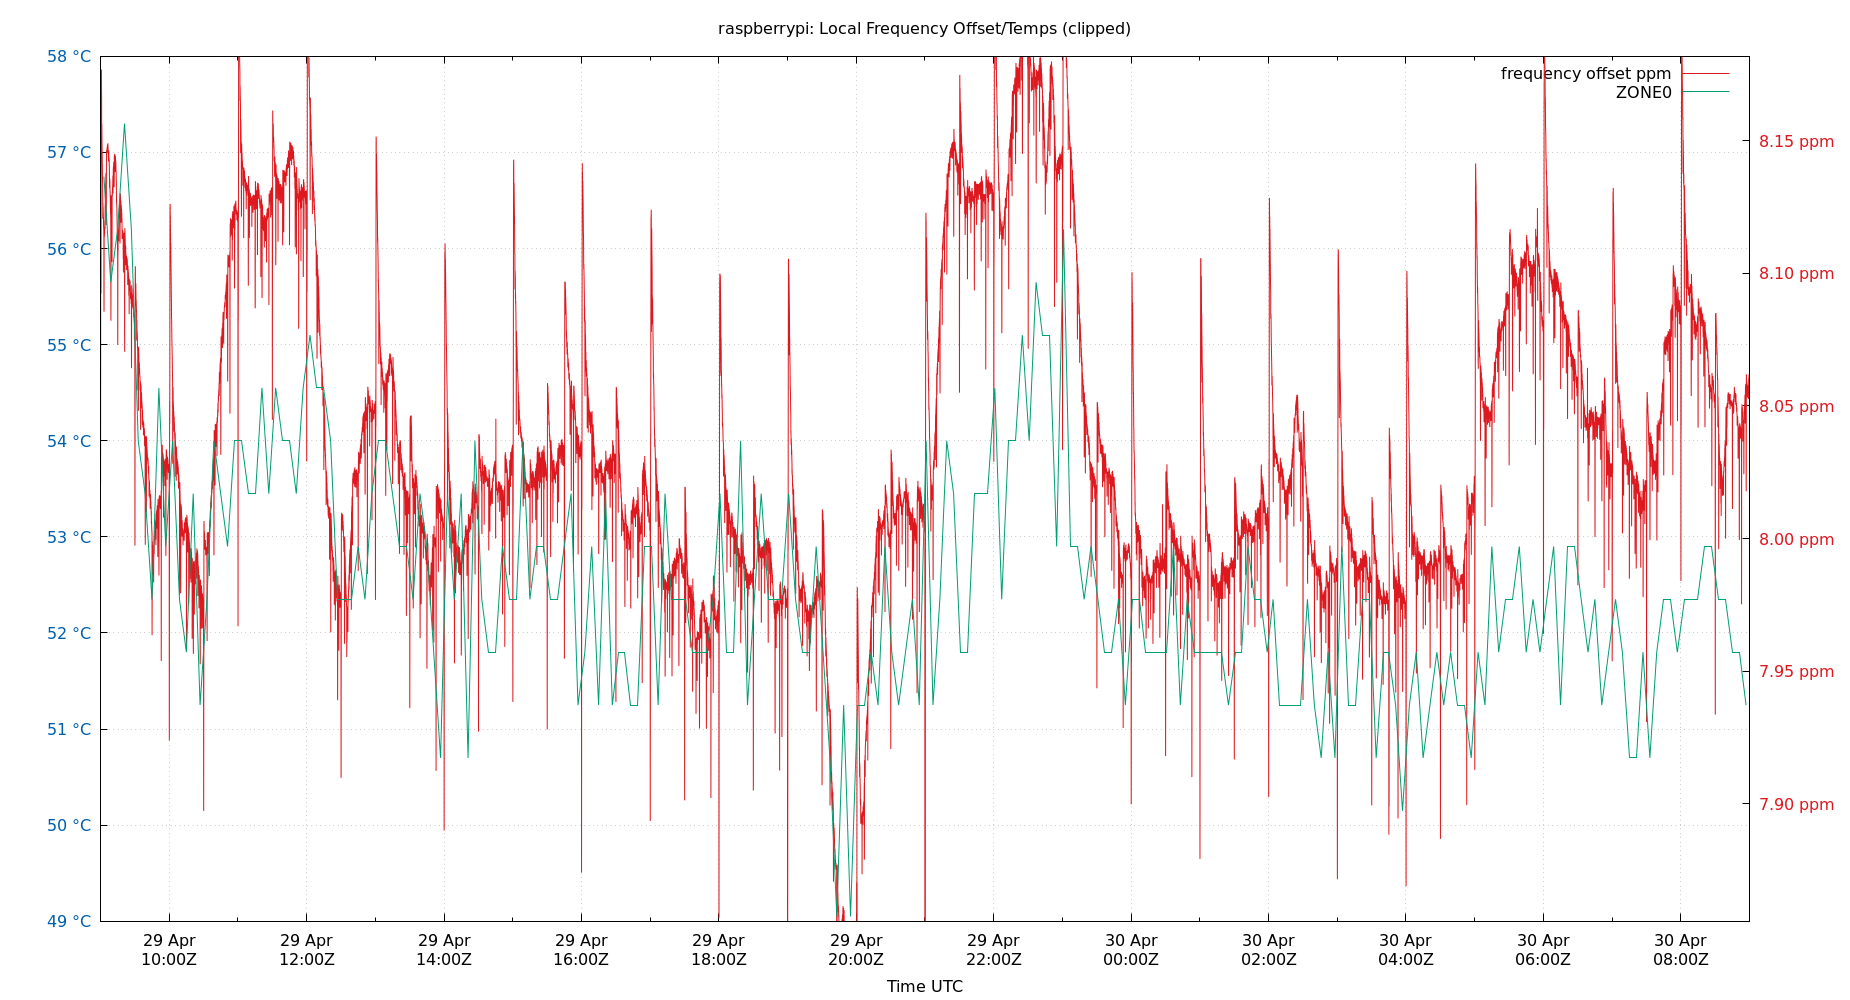 raspberrypi: Local Frequency Offset/Temps (clipped)
58 °C
57 °C
56 °C
55 °C
54 °C
53 °C
52 °C
51 °C
50 °C
49 °C
frequency offset ppm
ZONE0
8.15 ppm
8.10 ppm
8.05 ppm
8.00 ppm
7.95 ppm
7.90 ppm
29 Apr 29 Apr 29 Apr 29 Apr 29 Apr 29 Apr 29 Apr 30 Apr 30 Apr 30 Apr 30 Apr 30 Apr
10:00Z 12:00Z 14:00Z 16:00Z 18:00Z 20:00Z 22:00Z 00:00Z 02:00Z 04:00Z 06:00Z 08:00Z
Time UTC